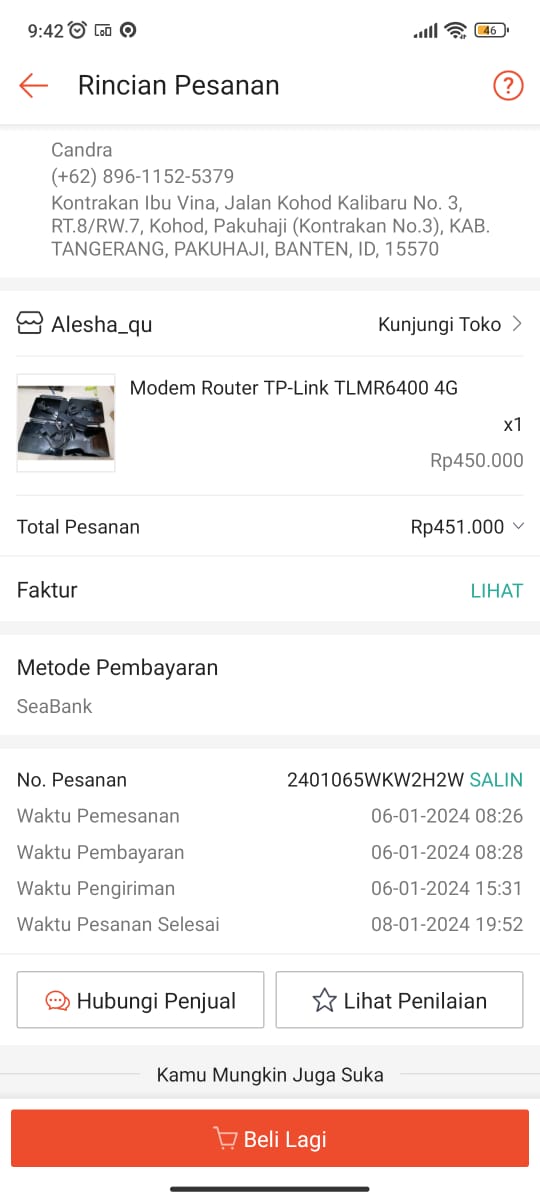 9:42
46
Rincian Pesanan
?
Candra
(+62) 896-1152-5379
Kontrakan Ibu Vina, Jalan Kohod Kalibaru No. 3,
RT.8/RW.7, Kohod, Pakuhaji (Kontrakan No.3), KAB.
TANGERANG, PAKUHAJI, BANTEN, ID, 15570
Alesha_qu
Kunjungi Toko
Modem Router TP-Link TLMR6400 4G
x1
Rp450.000
Total Pesanan
Rp451.000
Faktur
LIHAT
Metode Pembayaran
SeaBank
No. Pesanan
2401065WKW2H2W SALIN
Waktu Pemesanan
06-01-2024 08:26
Waktu Pembayaran
06-01-2024 08:28
Waktu Pengiriman
06-01-2024 15:31
Waktu Pesanan Selesai
08-01-2024 19:52
Hubungi Penjual
Lihat Penilaian
Kamu Mungkin Juga Suka
Beli Lagi